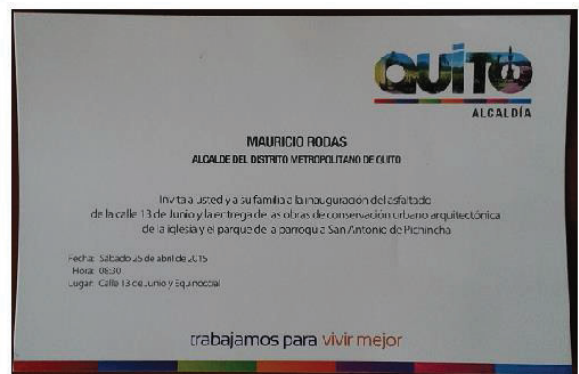 QUITO
ALCALDÍA
MAURICIO RODAS
ALCALDE DEL DISTRITO METROPOLITANO DE QUITO
Invita a usted y a su familia a la inauguración del asfaltado
de la calle 13 de Junio y la entrega de las obras de conservación urbano arquitectónica
de la iglesia y el parque de la parroquia San Antonio de Pichincha
Fecha: Sábado 25 de abril de 2015
Hora: 08:30
Lugar: Calle 13 de Junio y Equinoccial
trabajamos para vivir mejor